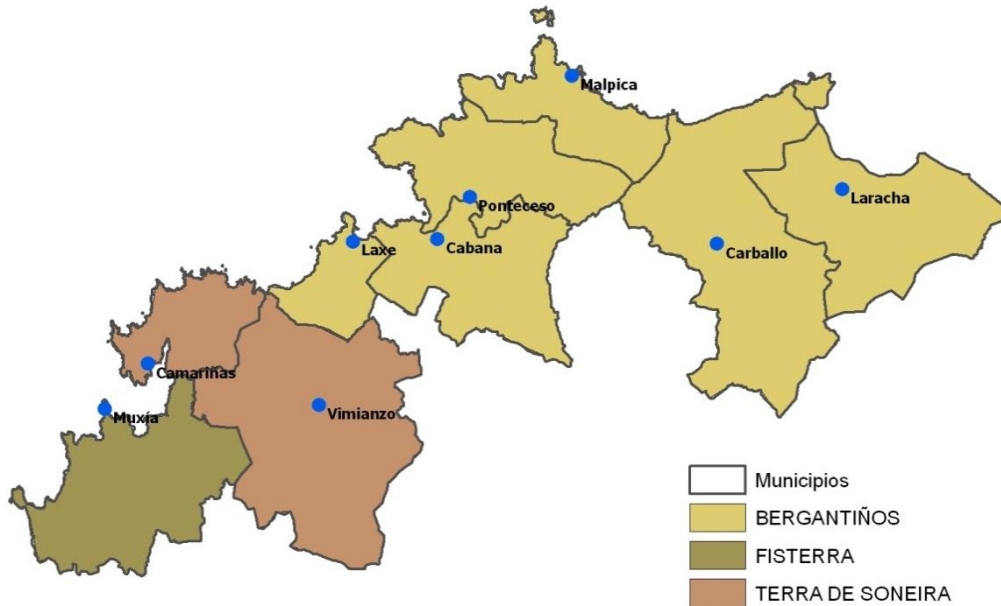 Malpica
Laracha
Ponteceso
Laxe
Cabana
Carballo
Camariñas
Muxía
Vimianzo
Municipios
BERGANTIÑOS
FISTERRA
TERRA DE SONEIRA